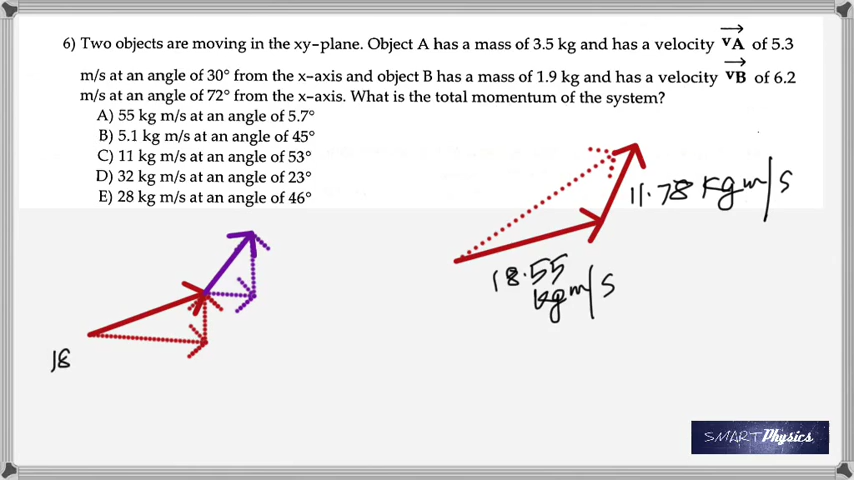 6) Two objects are moving in the xy-plane. Object A has a mass of 3.5 kg and has a velocity vA of 5.3
m/s at an angle of 30° from the x-axis and object B has a mass of 1.9 kg and has a velocity vB of 6.2
m/s at an angle of 72° from the x-axis. What is the total momentum of the system?
A) 55 kg m/s at an angle of 5.7°
B) 5.1 kg m/s at an angle of 45°
C) 11 kg m/s at an angle of 53°
D) 32 kg m/s at an angle of 23°
E) 28 kg m/s at an angle of 46°
11.78 kgm/s
18.55
kgm/s
18
SMART Physics